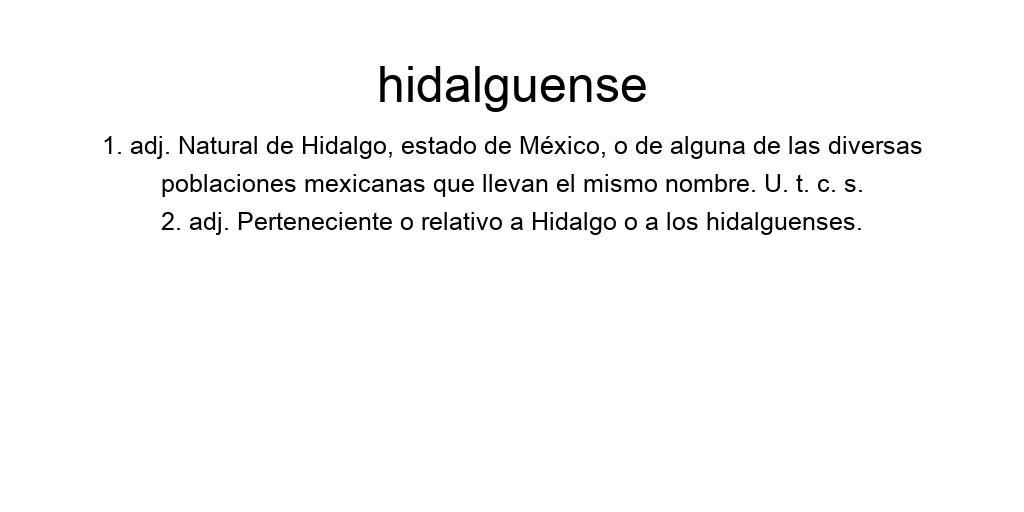 hidalguense
1. adj. Natural de Hidalgo, estado de México, o de alguna de las diversas
poblaciones mexicanas que llevan el mismo nombre. U. t. c. s.
2. adj. Perteneciente o relativo a Hidalgo o a los hidalguenses.